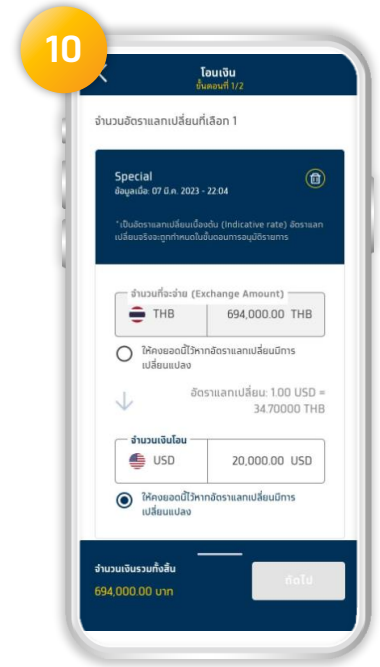 10
โอนเงิน
ขั้นตอนที่ 1/2
จำนวนอัตราแลกเปลี่ยนที่เลือก 1
Special
ข้อมูลเมื่อ: 07 มี.ค. 2023 - 22:04
*เป็นอัตราแลกเปลี่ยนเบื้องต้น (Indicative rate) อัตราแลก
เปลี่ยนจริงจะถูกกำหนดในขั้นตอนการอนุมัติรายการ
จำนวนที่จะจ่าย (Exchange Amount)
THB 694,000.00 THB
ให้คงยอดนี้ไว้หากอัตราแลกเปลี่ยนมีการ
เปลี่ยนแปลง
อัตราแลกเปลี่ยน: 1.00 USD =
34.70000 THB
จำนวนเงินโอน
USD 20,000.00 USD
ให้คงยอดนี้ไว้หากอัตราแลกเปลี่ยนมีการ
เปลี่ยนแปลง
จำนวนเงินรวมทั้งสิ้น
694,000.00 บาท
ถัดไป